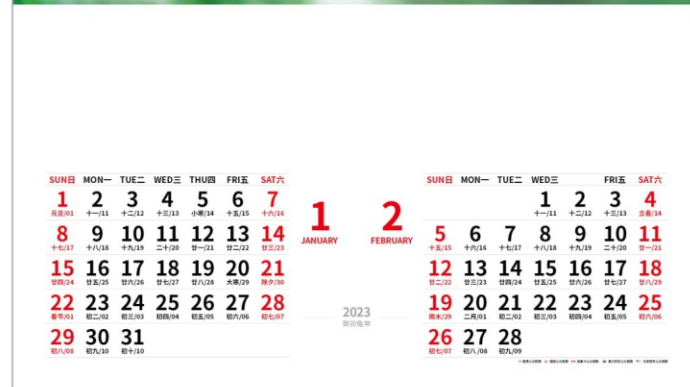 SUN日 MON一 TUE二 WED三 THU四 FRI五 SAT六
1 2 3 4 5 6 7
元旦/01 十一/11 十二/12 十三/13 小寒/14 十五/15 十六/16
8 9 10 11 12 13 14
十七/17 十八/18 十九/19 二十/20 廿一/21 廿二/22 廿三/23
15 16 17 18 19 20 21
廿四/24 廿五/25 廿六/26 廿七/27 廿八/28 大寒/29 除夕/30
22 23 24 25 26 27 28
春节/01 初二/02 初三/03 初四/04 初五/05 初六/06 初七/07
29 30 31
初八/08 初九/10 初十/10
1
JANUARY
2
FEBRUARY
2023
癸卯兔年
SUN日 MON一 TUE二 WED三 FRI五 SAT六
1 2 3 4
十一/11 十二/12 十三/13 立春/14
5 6 7 8 9 10 11
十五/15 十六/16 十七/17 十八/18 十九/19 二十/20 廿一/21
12 13 14 15 16 17 18
廿二/22 廿三/23 廿四/24 廿五/25 廿六/26 廿七/27 廿八/29
19 20 21 22 23 24 25
雨水/29 二月/01 初二/02 初三/03 初四/04 初五/05 初六/06
26 27 28
初七/07 初八/08 初九/09